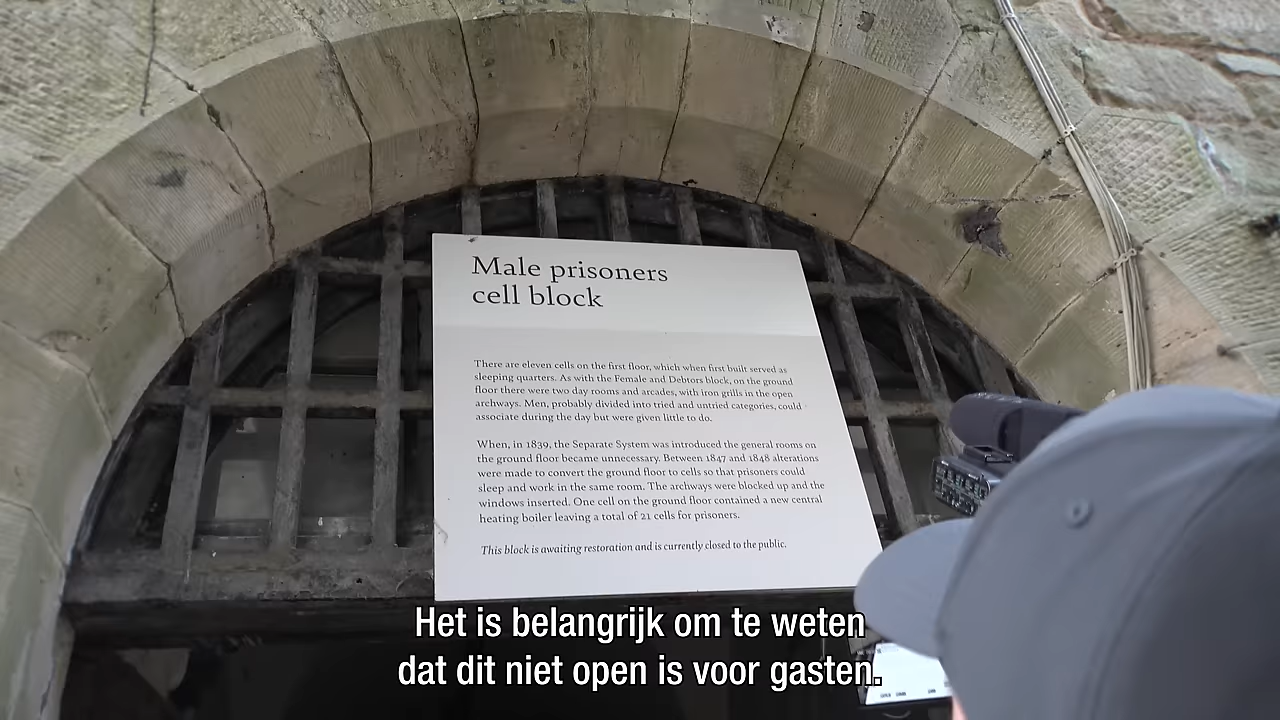 Male prisoners
cell block
There are eleven cells on the first floor, which when first built served as
sleeping quarters. As with the Female and Debtors block, on the ground
floor there were two day rooms and arcades, with iron grills in the open
archways. Men, probably divided into tried and untried categories, could
associate during the day but were given little to do.
When, in 1839, the Separate System was introduced the general rooms on
the ground floor became unnecessary. Between 1847 and 1848 alterations
were made to convert the ground floor to cells so that prisoners could
sleep and work in the same room. The archways were blocked up and the
windows inserted. One cell on the ground floor contained a new central
heating boiler leaving a total of 21 cells for prisoners.
This block is awaiting restoration and is currently closed to the public.
Het is belangrijk om te weten
dat dit niet open is voor gasten.